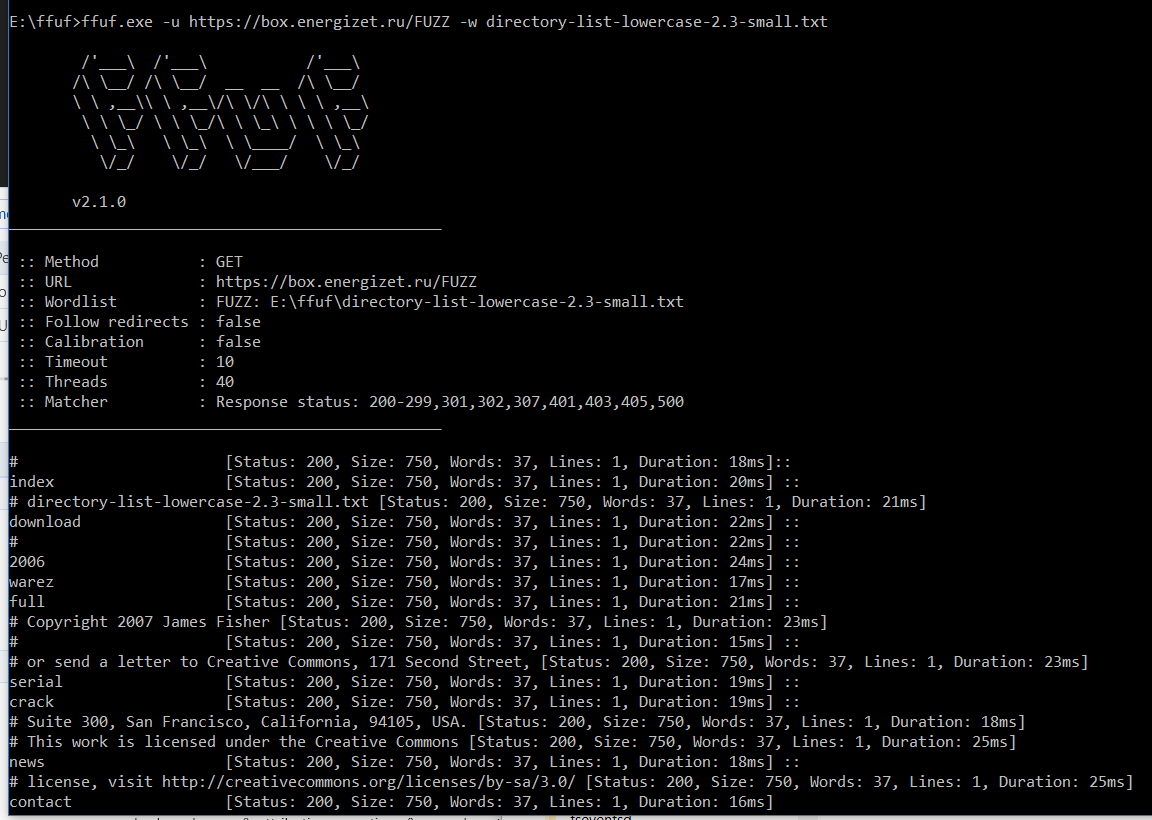 E:\ffuf>ffuf.exe -u https://box.energizet.ru/FUZZ -w directory-list-lowercase-2.3-small.txt
        /'___\  /'___\           /'___\
       /\ \__/ /\ \__/  __  __  /\ \__/
       \ \ ,__\\ \ ,__\/\ \/\ \ \ \ ,__\
        \ \ \_/ \ \ \_/\ \ \_\ \ \ \ \_/
         \ \_\   \ \_\  \ \____/  \ \_\
          \/_/    \/_/   \/___/    \/_/
v2.1.0
________________________________________________
:: Method           : GET
:: URL              : https://box.energizet.ru/FUZZ
:: Wordlist         : FUZZ: E:\ffuf\directory-list-lowercase-2.3-small.txt
:: Follow redirects : false
:: Calibration      : false
:: Timeout          : 10
:: Threads          : 40
:: Matcher          : Response status: 200-299,301,302,307,401,403,405,500
________________________________________________
#                       [Status: 200, Size: 750, Words: 37, Lines: 1, Duration: 18ms]::
index                   [Status: 200, Size: 750, Words: 37, Lines: 1, Duration: 20ms] ::
# directory-list-lowercase-2.3-small.txt [Status: 200, Size: 750, Words: 37, Lines: 1, Duration: 21ms]
download                [Status: 200, Size: 750, Words: 37, Lines: 1, Duration: 22ms] ::
#                       [Status: 200, Size: 750, Words: 37, Lines: 1, Duration: 22ms] ::
2006                    [Status: 200, Size: 750, Words: 37, Lines: 1, Duration: 24ms] ::
warez                   [Status: 200, Size: 750, Words: 37, Lines: 1, Duration: 17ms] ::
full                    [Status: 200, Size: 750, Words: 37, Lines: 1, Duration: 21ms] ::
# Copyright 2007 James Fisher [Status: 200, Size: 750, Words: 37, Lines: 1, Duration: 23ms]
#                       [Status: 200, Size: 750, Words: 37, Lines: 1, Duration: 15ms] ::
# or send a letter to Creative Commons, 171 Second Street, [Status: 200, Size: 750, Words: 37, Lines: 1, Duration: 23ms]
serial                  [Status: 200, Size: 750, Words: 37, Lines: 1, Duration: 19ms] ::
crack                   [Status: 200, Size: 750, Words: 37, Lines: 1, Duration: 19ms] ::
# Suite 300, San Francisco, California, 94105, USA. [Status: 200, Size: 750, Words: 37, Lines: 1, Duration: 18ms]
# This work is licensed under the Creative Commons [Status: 200, Size: 750, Words: 37, Lines: 1, Duration: 25ms]
news                    [Status: 200, Size: 750, Words: 37, Lines: 1, Duration: 18ms] ::
# license, visit http://creativecommons.org/licenses/by-sa/3.0/ [Status: 200, Size: 750, Words: 37, Lines: 1, Duration: 25ms]
contact                 [Status: 200, Size: 750, Words: 37, Lines: 1, Duration: 16ms]